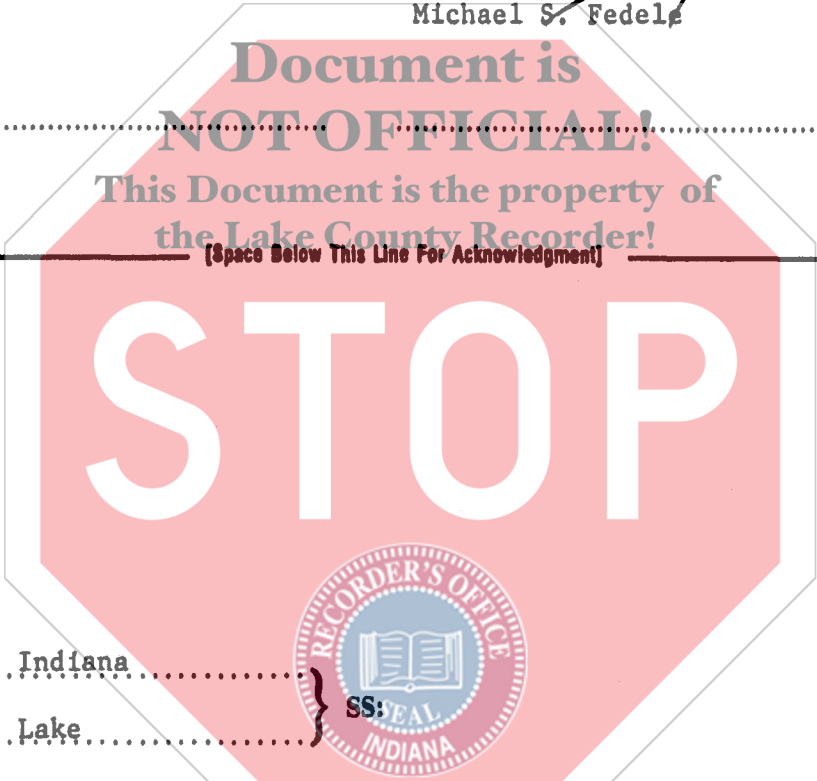 Michael S. Fedele
Document is
NOT OFFICIAL!
This Document is the property of
the Lake County Recorder!
[Space Below This Line For Acknowledgment]
STOP
RECORDER'S OFFICE
SEAL
INDIANA
Indiana
SS:
Lake